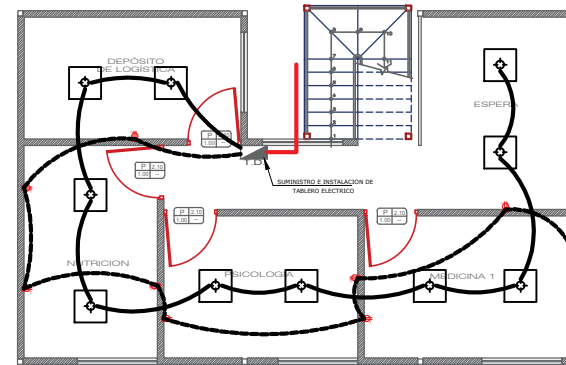 DEPÓSITO
DE LOGÍSTICA
ESPERA
P 2.10
1.00 --
T.D
P 2.10
1.00 --
SUMINISTRO E INSTALACION DE
TABLERO ELECTRICO
P 2.10
1.00 --
P 2.10
1.00 --
NUTRICION
PSICOLOGÍA
MEDICINA 1